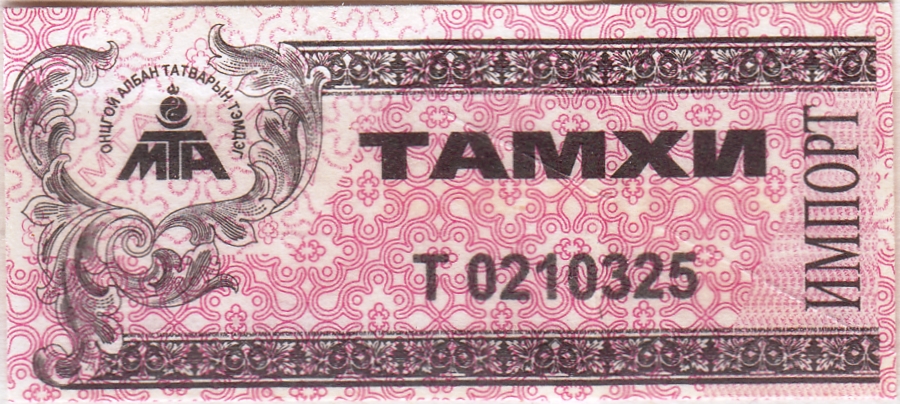 ОНЦГОЙ АЛБАН ТАТВАРЫН ТЭМДЭГ
МТА
ТАМХИ
Т 0210325
ИМПОРТ